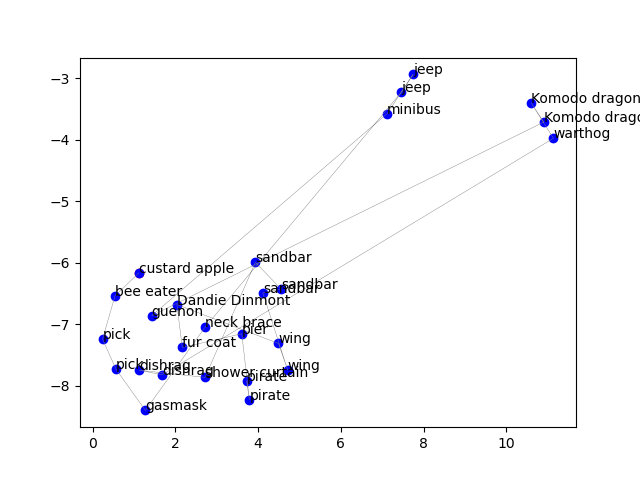 jeep
jeep
minibus
Komodo dragon
Komodo drago
warthog
sandbar
custard apple
sandbar
sandbar
bee eater
Dandie Dinmont
guenon
neck brace
pier
pick
wing
fur coat
pick
dishrag
dishrag
shower curtain
wing
pirate
pirate
gasmask
−3
−4
−5
−6
−7
−8
0 2 4 6 8 10